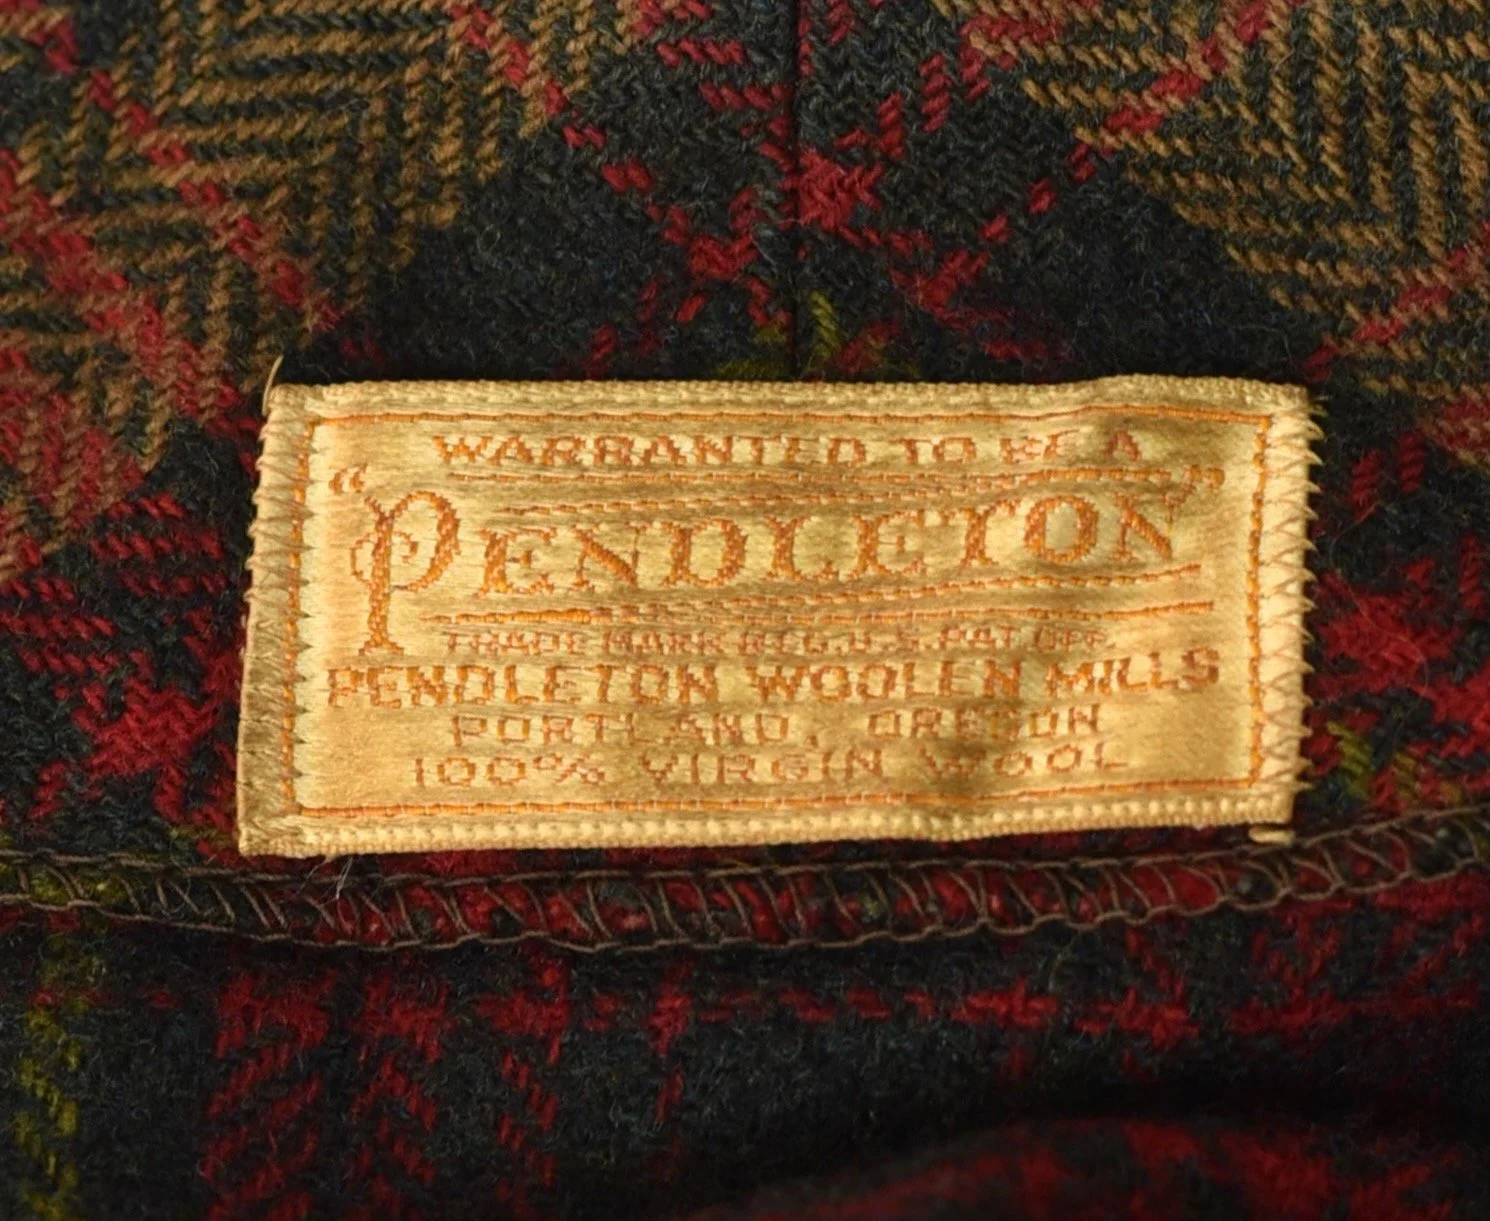 WARRANTED TO BE A
"PENDLETON"
TRADE MARK REG. U.S. PAT OFF.
PENDLETON WOOLEN MILLS
PORTLAND, OREGON
100% VIRGIN WOOL